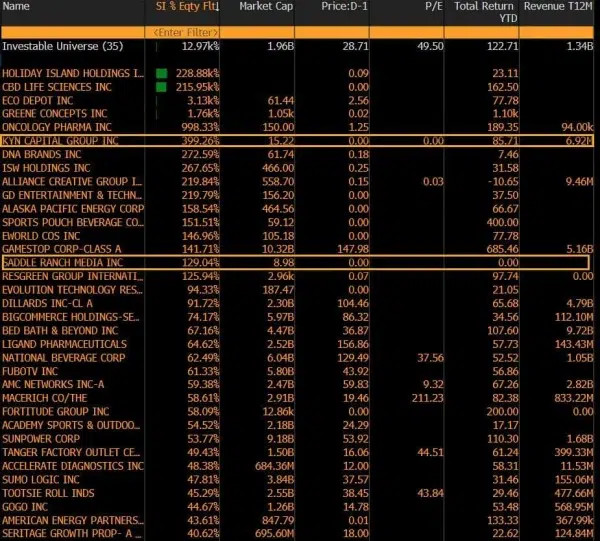 Name SI % Eqty Flt↓ Market Cap Price:D-1 P/E Total Return YTD Revenue T12M
<Enter Filter>
Investable Universe (35) 12.97k% 1.96B 28.71 49.50 122.71 1.34B
HOLIDAY ISLAND HOLDINGS I... 228.88k% 0.09 23.11
CBD LIFE SCIENCES INC 215.95k% 0.00 162.50
ECO DEPOT INC 3.13k% 61.44 2.56 77.78
GREENE CONCEPTS INC 1.76k% 1.05k 0.02 1.10k
ONCOLOGY PHARMA INC 998.33% 150.00 1.25 189.35 94.00k
KYN CAPITAL GROUP INC 399.26% 15.22 0.00 0.00 85.71 6.92M
DNA BRANDS INC 272.59% 61.74 0.18 7.46
ISW HOLDINGS INC 267.65% 466.00 0.25 31.58
ALLIANCE CREATIVE GROUP I... 219.84% 558.70 0.15 0.03 -10.65 9.46M
GD ENTERTAINMENT & TECHN... 219.79% 156.20 0.00 37.50
ALASKA PACIFIC ENERGY CORP 158.54% 464.56 0.00 66.67
SPORTS POUCH BEVERAGE CO... 151.51% 59.12 0.00 400.00
EWORLD COS INC 146.96% 105.18 0.00 77.78
GAMESTOP CORP-CLASS A 141.71% 10.32B 147.98 685.46 5.16B
SADDLE RANCH MEDIA INC 129.04% 8.98 0.00 0.00
RESGREEN GROUP INTERNATI... 125.94% 2.96k 0.07 97.74 0.00
EVOLUTION TECHNOLOGY RES... 94.33% 187.47 0.00 21.05
DILLARDS INC-CL A 91.72% 2.30B 104.46 65.68 4.79B
BIGCOMMERCE HOLDINGS-SE... 74.17% 5.97B 86.32 34.56 112.10M
BED BATH & BEYOND INC 67.16% 4.47B 36.87 107.60 9.72B
LIGAND PHARMACEUTICALS 64.62% 2.52B 156.86 57.73 143.43M
NATIONAL BEVERAGE CORP 62.49% 6.04B 129.49 37.56 52.52 1.05B
FUBOTV INC 61.33% 5.80B 43.92 56.86
AMC NETWORKS INC-A 59.38% 2.47B 59.83 9.32 67.26 2.82B
MACERICH CO/THE 58.61% 2.91B 19.46 211.23 82.38 833.22M
FORTITUDE GROUP INC 58.09% 12.86k 0.00 200.00 0.00
ACADEMY SPORTS & OUTDOO... 54.52% 2.18B 24.29 17.17
SUNPOWER CORP 53.77% 9.18B 53.92 110.30 1.68B
TANGER FACTORY OUTLET CE... 49.43% 1.50B 16.06 44.51 61.24 399.33M
ACCELERATE DIAGNOSTICS INC 48.38% 684.36M 12.00 58.31 11.53M
SUMO LOGIC INC 47.81% 3.84B 37.57 31.46 155.06M
TOOTSIE ROLL INDS 45.29% 2.55B 38.45 43.84 29.46 477.66M
GOGO INC 44.67% 1.26B 14.78 53.48 568.95M
AMERICAN ENERGY PARTNERS... 43.61% 847.79 0.01 133.33 367.99k
SERITAGE GROWTH PROP- A ... 40.62% 695.60M 18.00 22.62 124.84M